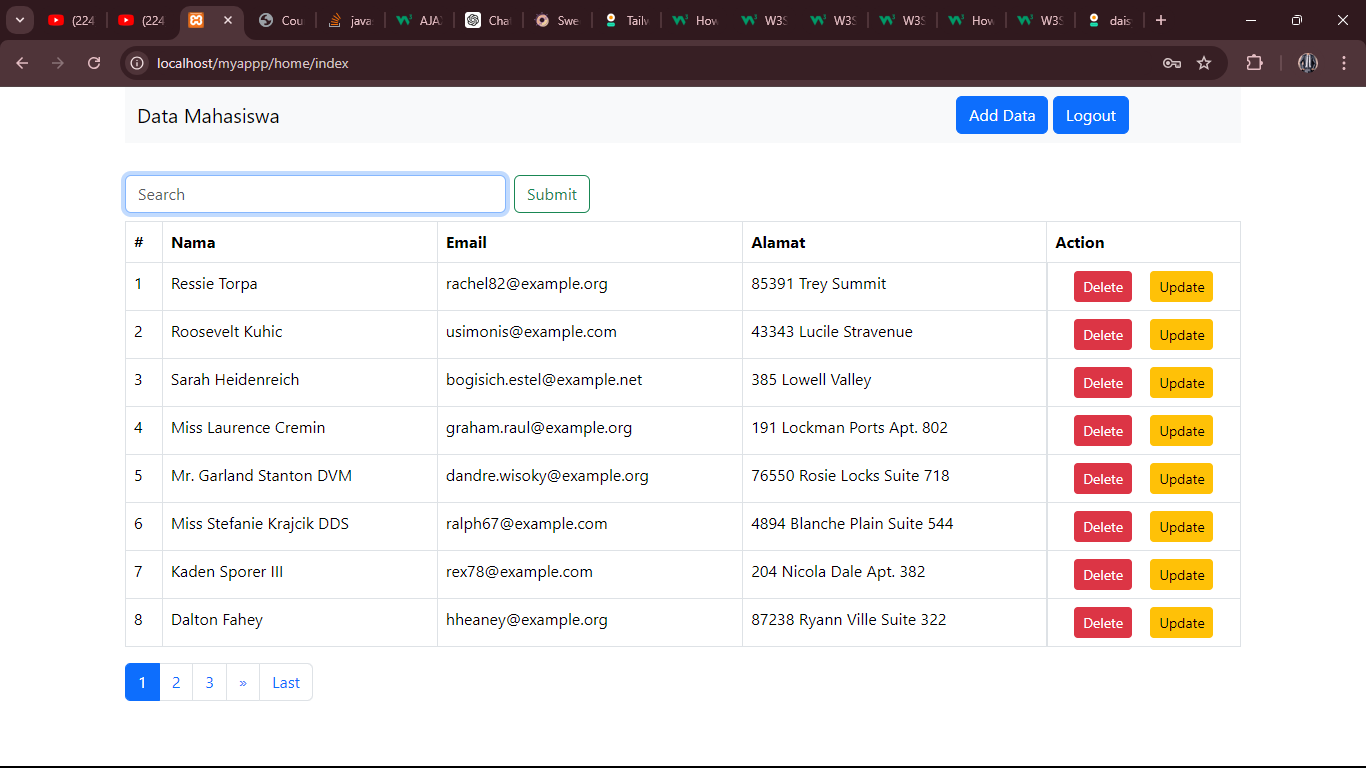 (224 (224 Cou java AJA Chat Swe Tailw How W3S W3S W3S How W3S dais
localhost/myappp/home/index
Data Mahasiswa Add Data Logout
Search Submit
# Nama Email Alamat Action
1 Ressie Torpa rachel82@example.org 85391 Trey Summit Delete Update
2 Roosevelt Kuhic usimonis@example.com 43343 Lucile Stravenue Delete Update
3 Sarah Heidenreich bogisich.estel@example.net 385 Lowell Valley Delete Update
4 Miss Laurence Cremin graham.raul@example.org 191 Lockman Ports Apt. 802 Delete Update
5 Mr. Garland Stanton DVM dandre.wisoky@example.org 76550 Rosie Locks Suite 718 Delete Update
6 Miss Stefanie Krajcik DDS ralph67@example.com 4894 Blanche Plain Suite 544 Delete Update
7 Kaden Sporer III rex78@example.com 204 Nicola Dale Apt. 382 Delete Update
8 Dalton Fahey hheaney@example.org 87238 Ryann Ville Suite 322 Delete Update
1 2 3 » Last